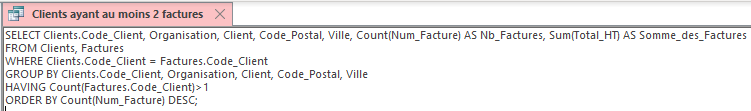 Clients ayant au moins 2 factures
SELECT Clients.Code_Client, Organisation, Client, Code_Postal, Ville, Count(Num_Facture) AS Nb_Factures, Sum(Total_HT) AS Somme_des_Factures
FROM Clients, Factures
WHERE Clients.Code_Client = Factures.Code_Client
GROUP BY Clients.Code_Client, Organisation, Client, Code_Postal, Ville
HAVING Count(Factures.Code_Client)>1
ORDER BY Count(Num_Facture) DESC;